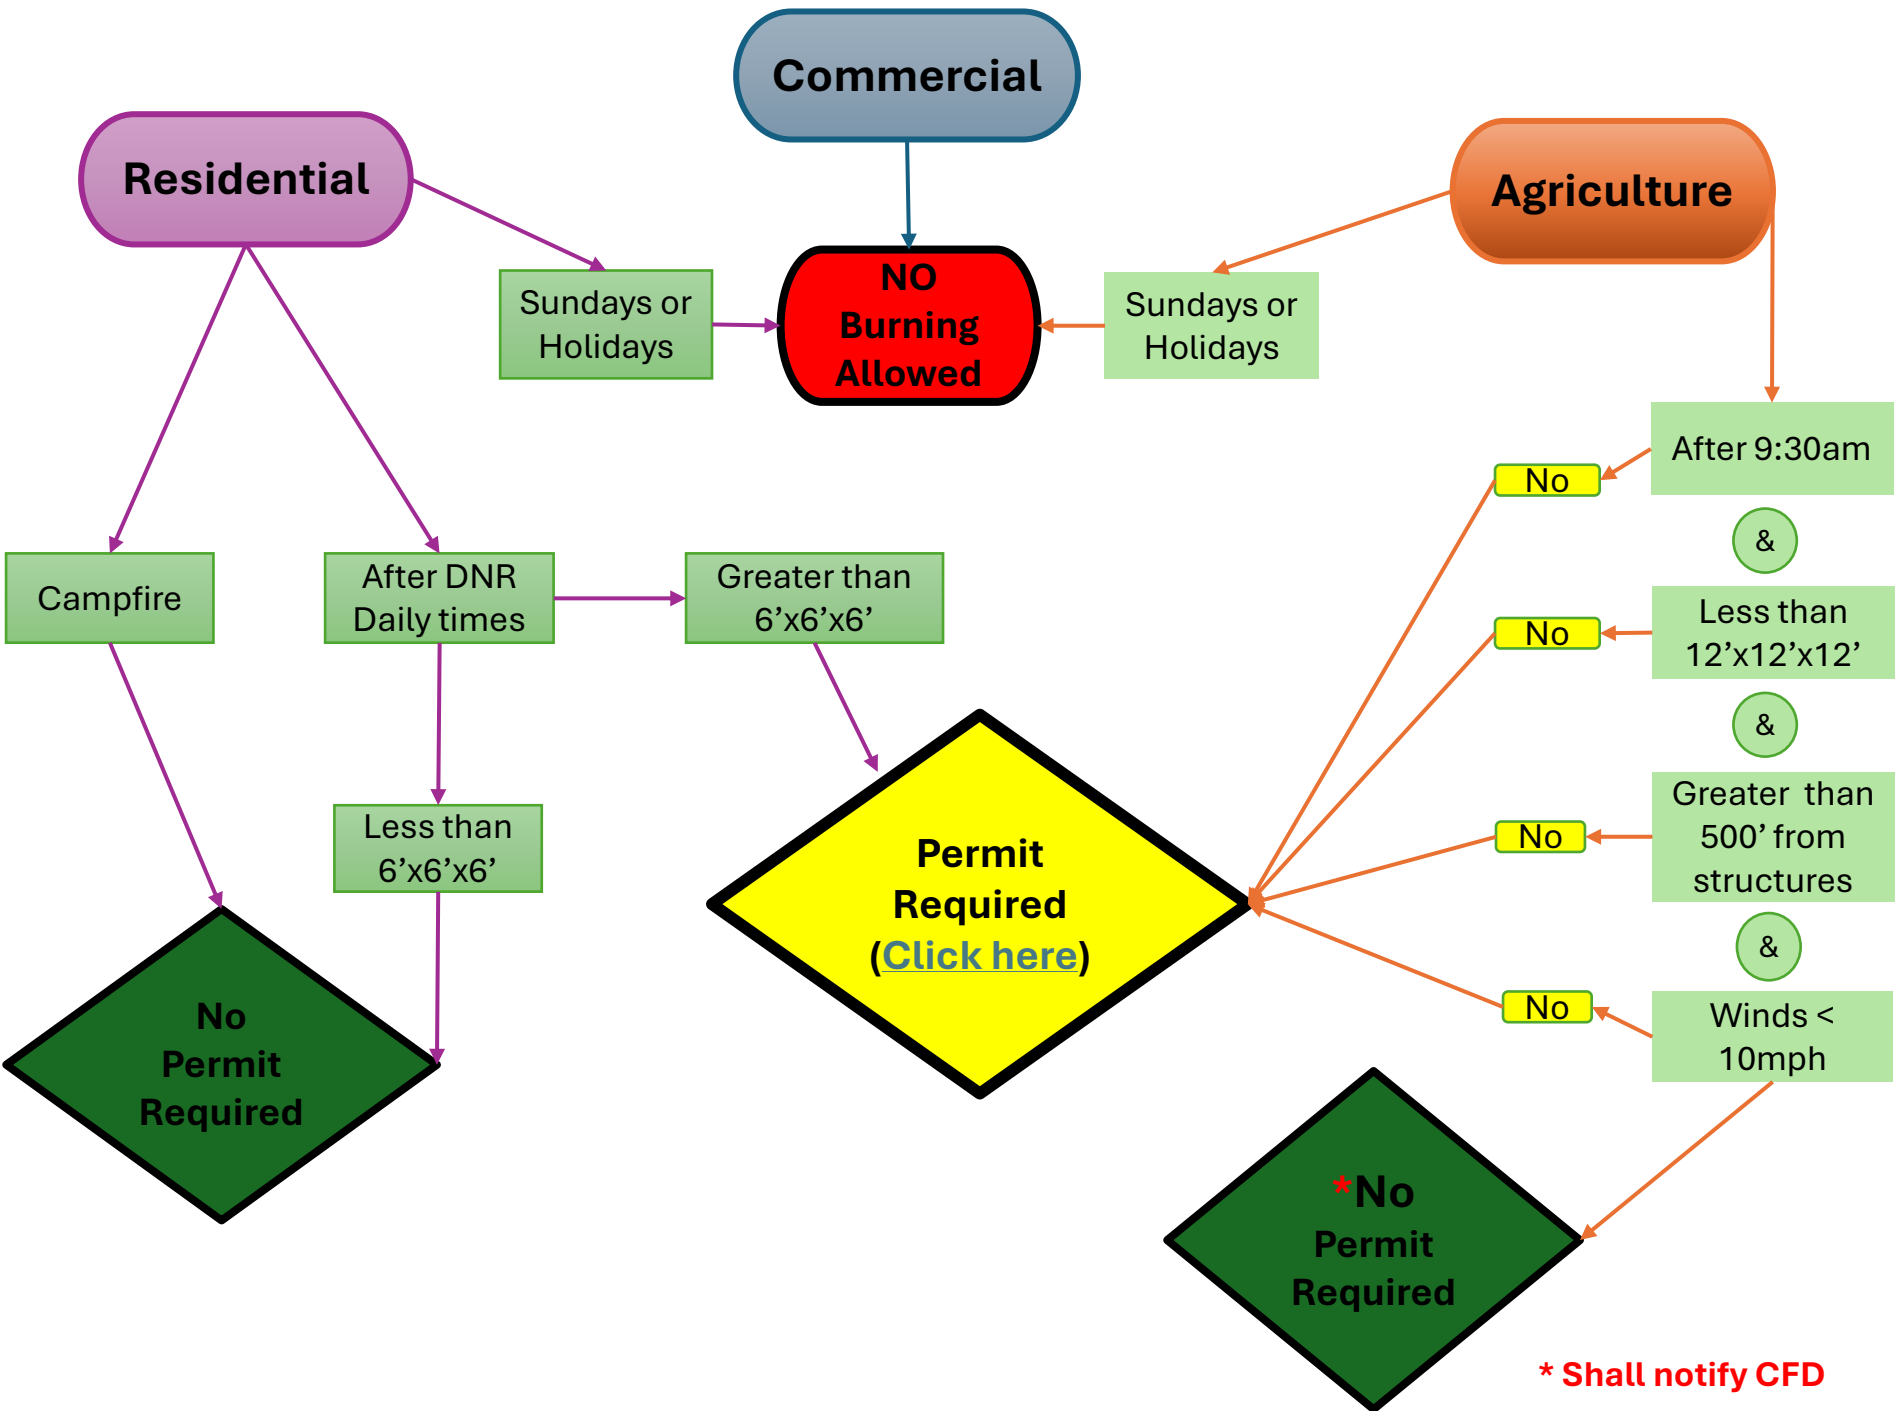 Commercial
Residential
Agriculture
NO
Burning
Allowed
Sundays or
Holidays
Sundays or
Holidays
After 9:30am
No
&
Campfire
After DNR
Daily times
Greater than
6’x6’x6’
Less than
12’x12’x12’
No
&
Less than
6’x6’x6’
Greater than
500’ from
structures
No
Permit
Required
(Click here)
&
No
Permit
Required
Winds <
10mph
No
*No
Permit
Required
* Shall notify CFD